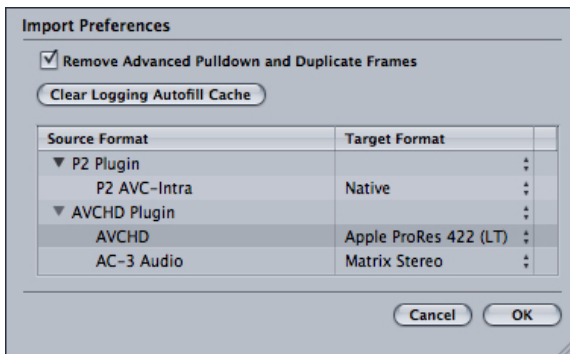 Import Preferences
Remove Advanced Pulldown and Duplicate Frames
Clear Logging Autofill Cache
Source Format Target Format
P2 Plugin
P2 AVC-Intra Native
AVCHD Plugin
AVCHD Apple ProRes 422 (LT)
AC-3 Audio Matrix Stereo
Cancel OK